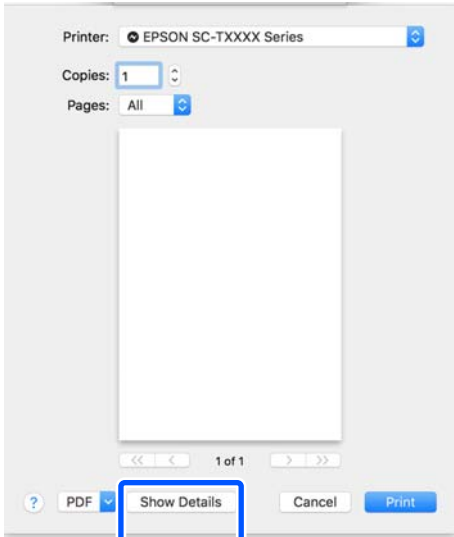 Printer: EPSON SC-TXXXX Series
Copies: 1
Pages: All
<< < 1 of 1 > >>
? PDF Show Details Cancel Print